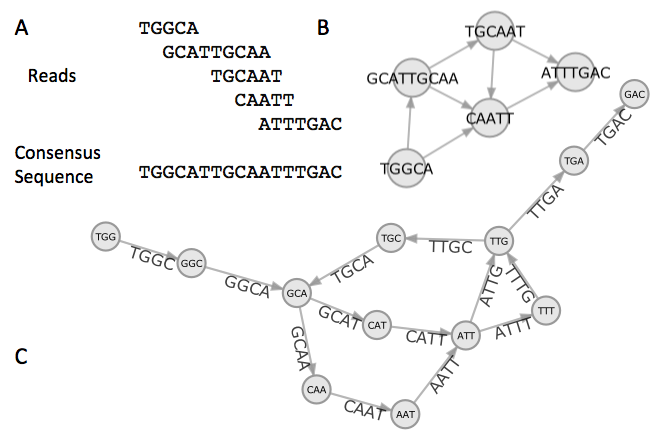 A
TGGCA
GCATTGCAA
Reads
TGCAAT
CAATT
ATTTGAC
Consensus
Sequence
TGGCATTGCAATTTGAC
B
TGCAAT
GCATTGCAA
ATTTGAC
CAATT
TGGCA
C
GAC
TGAC
TGA
TTGA
TGG
TGGC
GGC
GGCA
GCA
TGCA
TGC
TTGC
TTG
GCAT
CAT
CATT
ATT
ATTG
TTTG
TTT
ATTT
GCAA
CAA
CAAT
AAT
AATT